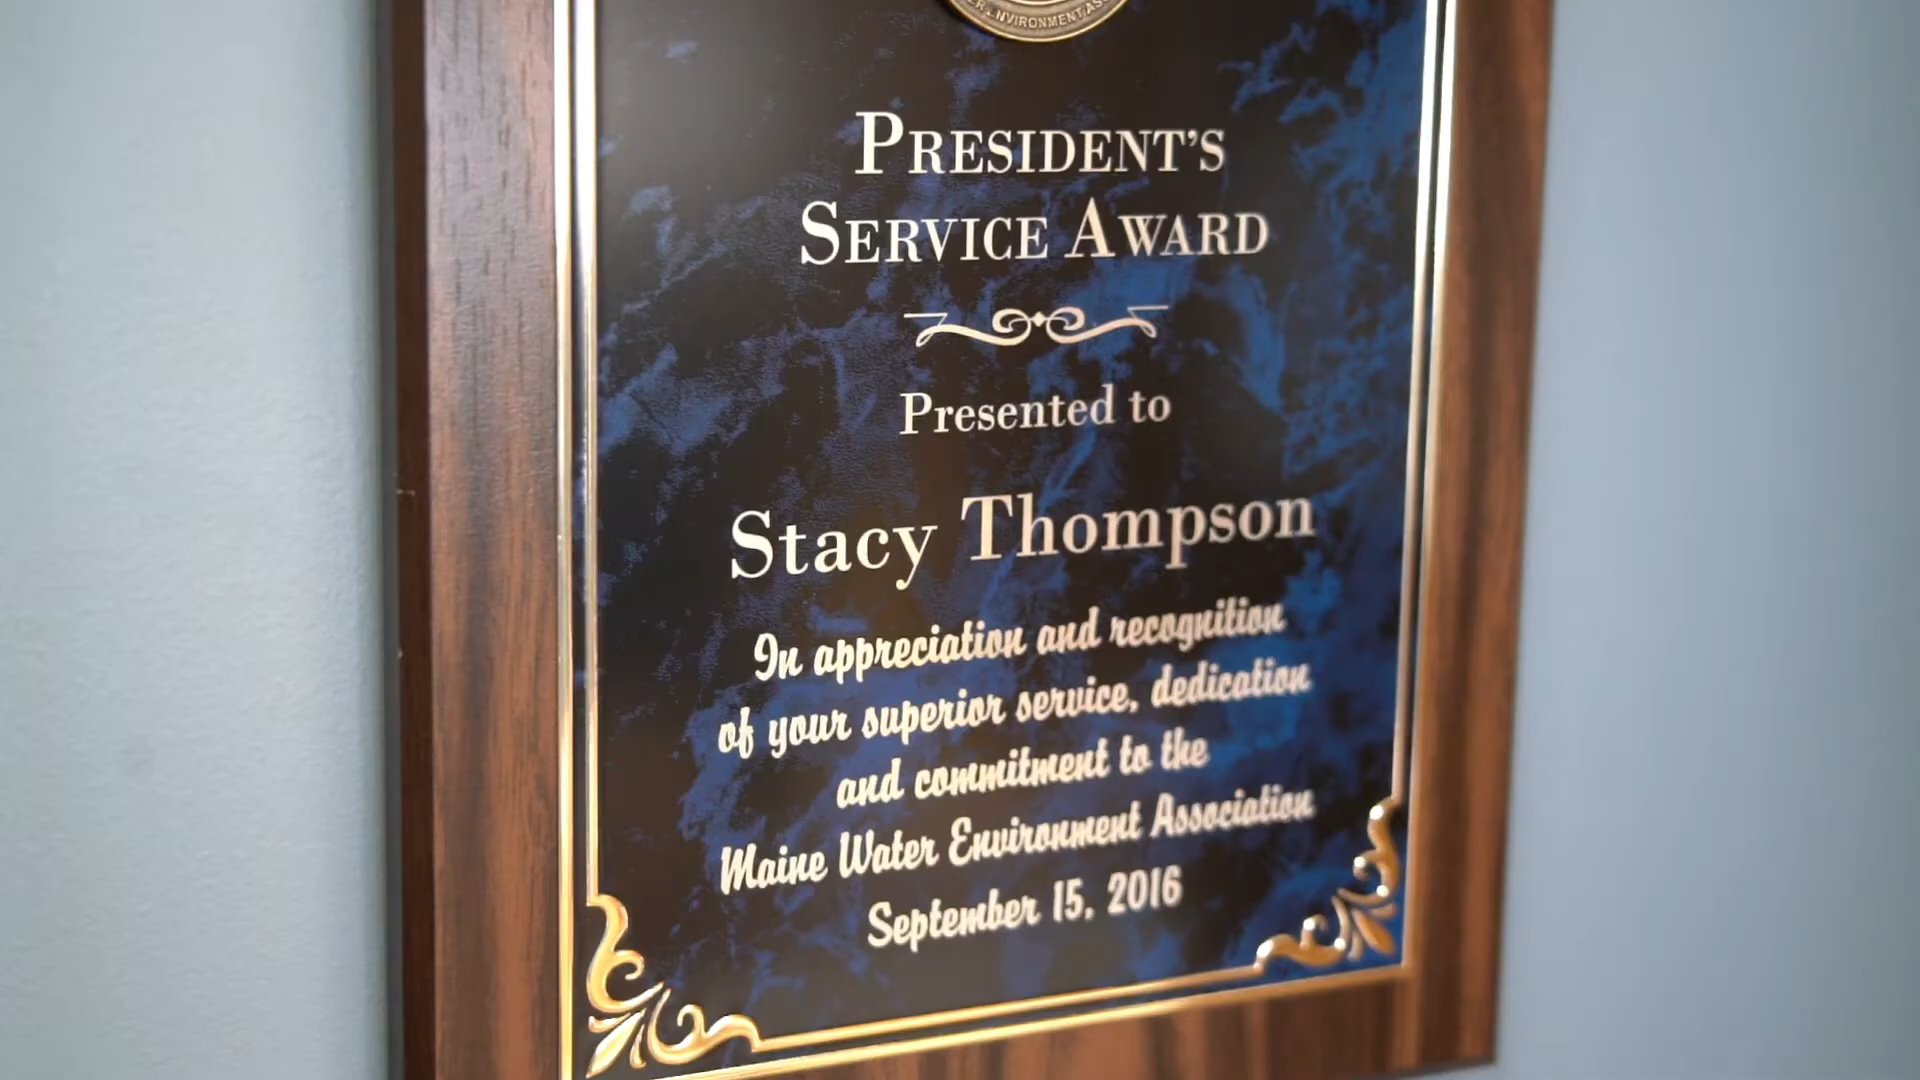 ENVIRONMENT
PRESIDENT'S
SERVICE AWARD
Presented to
Stacy Thompson
In appreciation and recognition
of your superior service, dedication
and commitment to the
Maine Water Environment Association
September 15, 2016